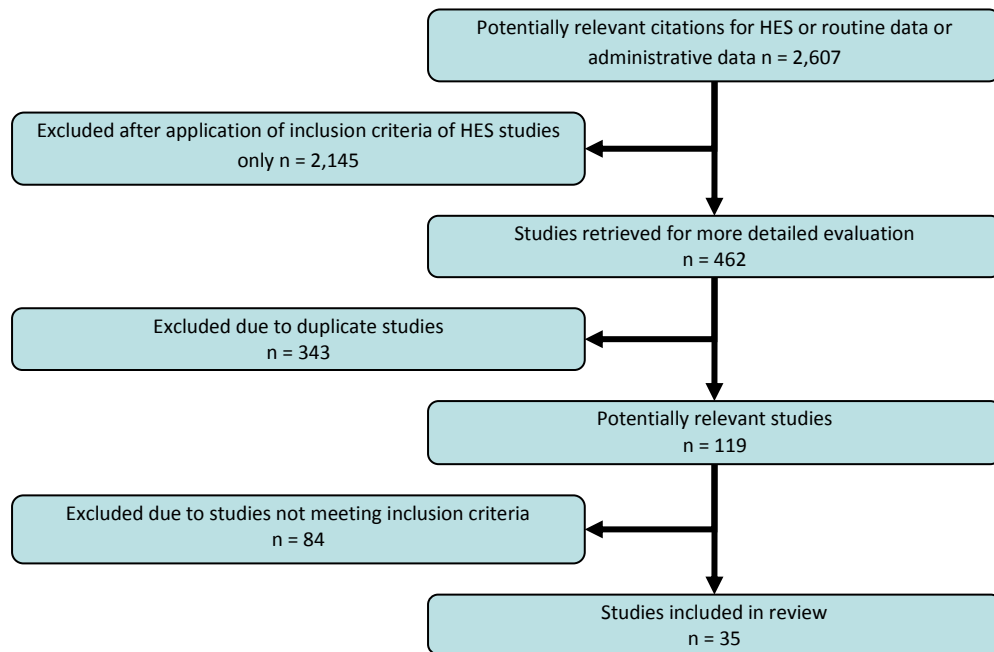 Potentially relevant citations for HES or routine data or
administrative data n = 2,607
Excluded after application of inclusion criteria of HES studies
only n = 2,145
Studies retrieved for more detailed evaluation
n = 462
Excluded due to duplicate studies
n = 343
Potentially relevant studies
n = 119
Excluded due to studies not meeting inclusion criteria
n = 84
Studies included in review
n = 35